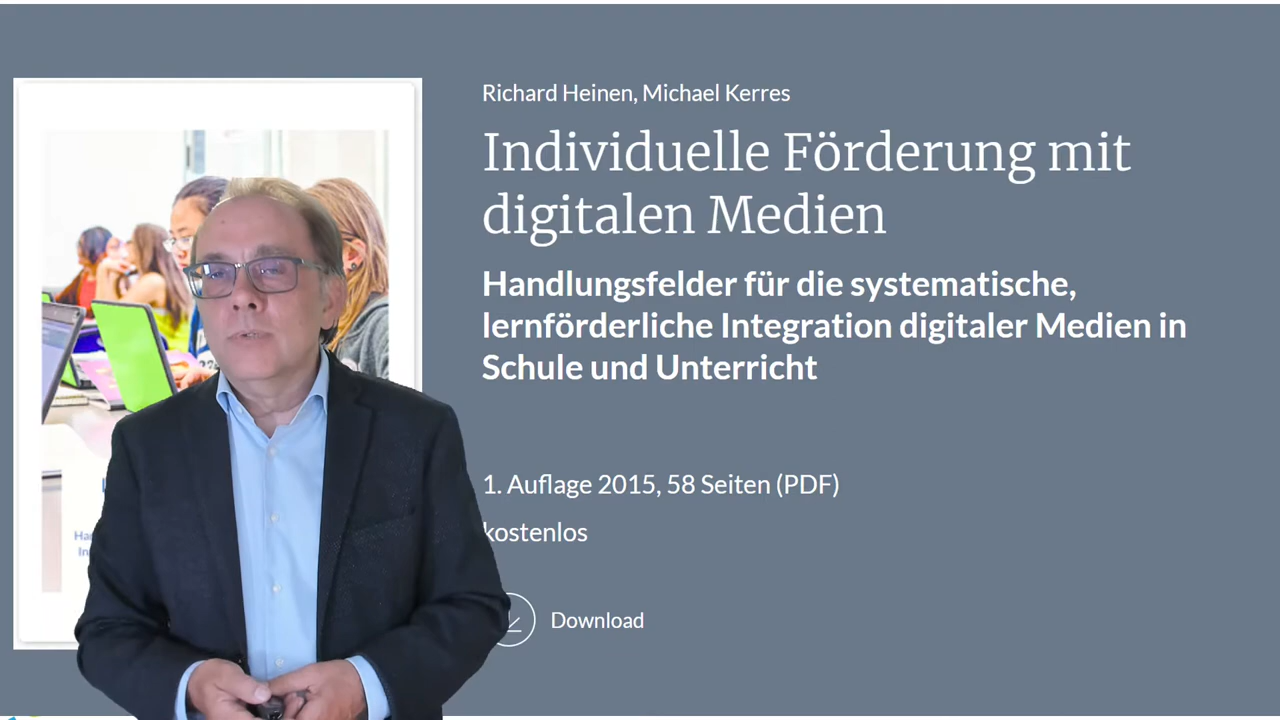 Richard Heinen, Michael Kerres
Individuelle Förderung mit
digitalen Medien
Handlungsfelder für die systematische,
lernförderliche Integration digitaler Medien in
Schule und Unterricht
1. Auflage 2015, 58 Seiten (PDF)
kostenlos
Download